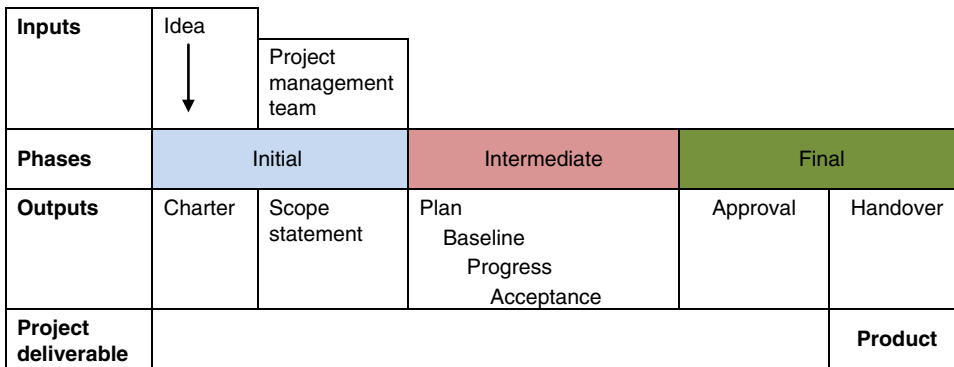 Inputs
Idea
Project
management
team
Phases
Initial
Intermediate
Final
Outputs
Charter
Scope
statement
Plan
Baseline
Progress
Acceptance
Approval
Handover
Project
deliverable
Product